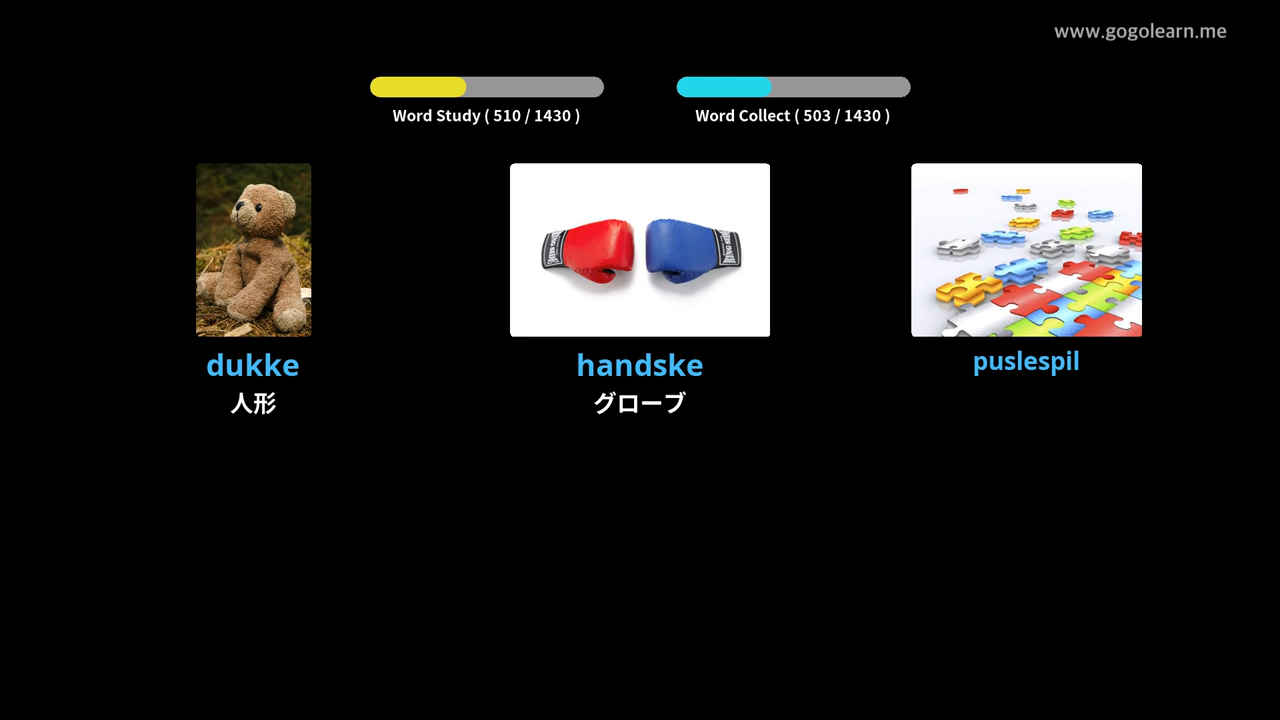 www.gogolearn.me
Word Study ( 510 / 1430 )
Word Collect ( 503 / 1430 )
dukke
handske
puslespil
人形
グローブ